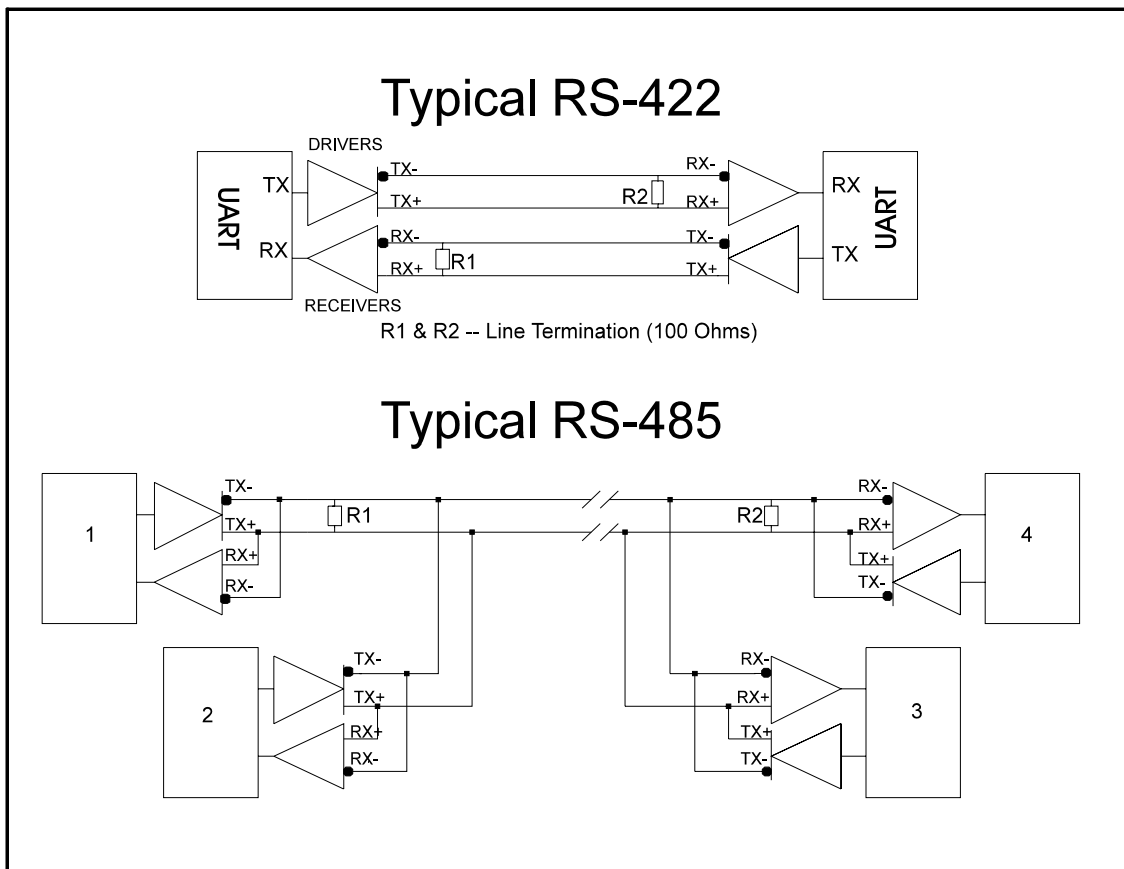 Typical RS-422
DRIVERS
UART
TX
TX-
TX+
RX-
RX+
R2
RX
UART
RX
RX-
RX+
R1
TX-
TX+
TX
RECEIVERS
R1 & R2 -- Line Termination (100 Ohms)
Typical RS-485
1
TX-
TX+
RX+
RX-
R1
R2
RX-
RX+
TX+
TX-
4
2
TX-
TX+
RX+
RX-
RX-
RX+
TX+
TX-
3